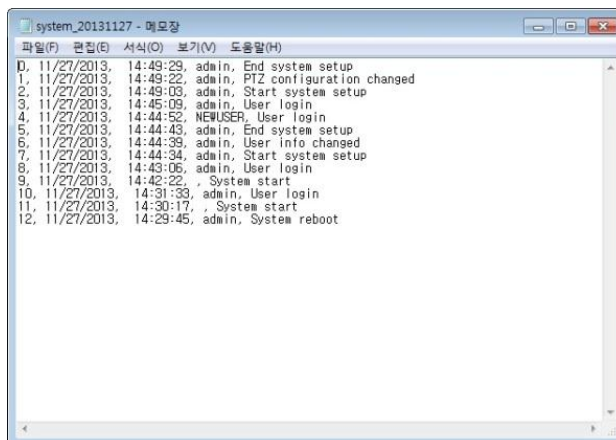 system_20131127 - 메모장
파일(F) 편집(E) 서식(O) 보기(V) 도움말(H)
0, 11/27/2013, 14:49:29, admin, End system setup
1, 11/27/2013, 14:49:22, admin, PTZ configuration changed
2, 11/27/2013, 14:49:03, admin, Start system setup
3, 11/27/2013, 14:45:09, admin, User login
4, 11/27/2013, 14:44:52, NEWUSER, User login
5, 11/27/2013, 14:44:43, admin, End system setup
6, 11/27/2013, 14:44:39, admin, User info changed
7, 11/27/2013, 14:44:34, admin, Start system setup
8, 11/27/2013, 14:43:06, admin, User login
9, 11/27/2013, 14:42:22, , System start
10, 11/27/2013, 14:31:33, admin, User login
11, 11/27/2013, 14:30:17, , System start
12, 11/27/2013, 14:29:45, admin, System reboot